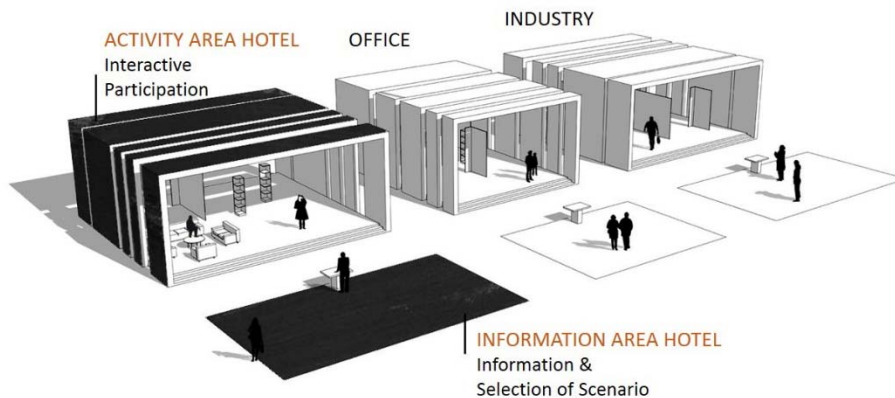 INDUSTRY
OFFICE
ACTIVITY AREA HOTEL
Interactive
Participation
INFORMATION AREA HOTEL
Information &
Selection of Scenario